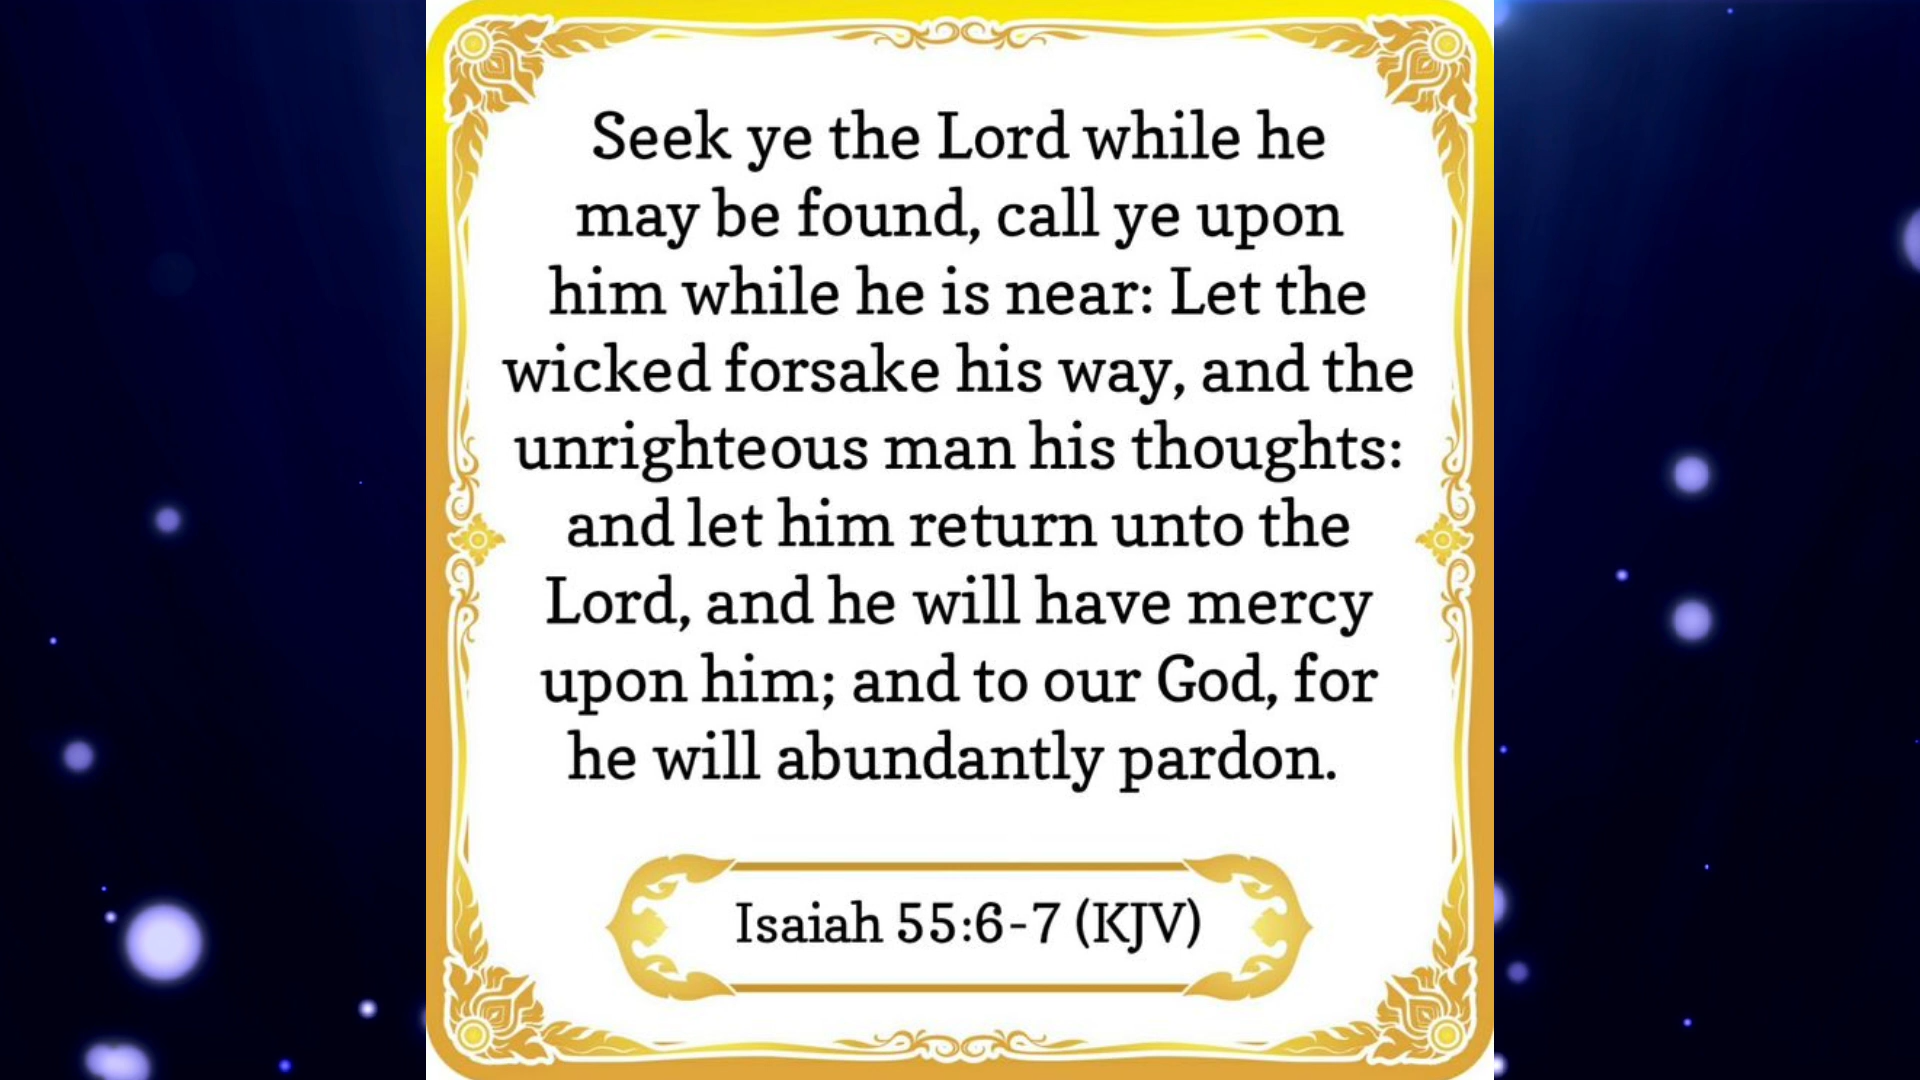 Seek ye the Lord while he
may be found, call ye upon
him while he is near: Let the
wicked forsake his way, and the
unrighteous man his thoughts:
and let him return unto the
Lord, and he will have mercy
upon him; and to our God, for
he will abundantly pardon.
Isaiah 55:6-7 (KJV)